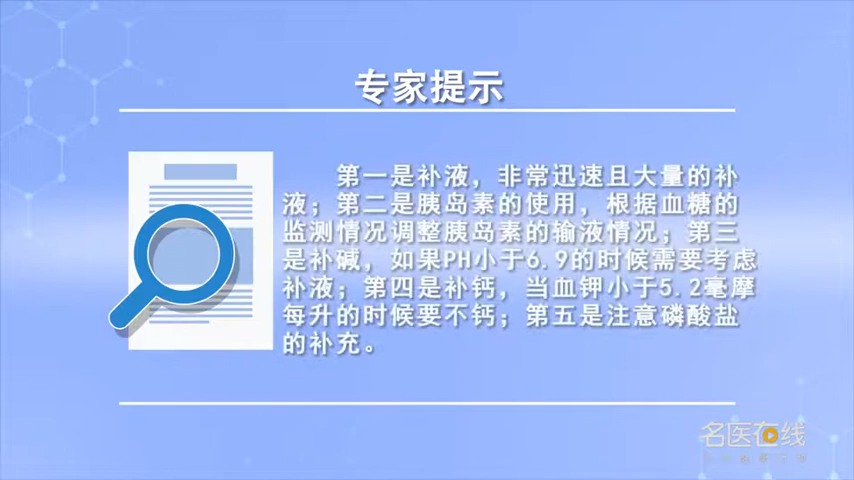 专家提示
第一是补液，非常迅速且大量的补
液；第二是胰岛素的使用，根据血糖的
监测情况调整胰岛素的输液情况；第三
是补碱，如果PH小于6.9的时候需要考虑
补液；第四是补钙，当血钾小于5.2毫摩
每升的时候要不钙；第五是注意磷酸盐
的补充。
名医在线